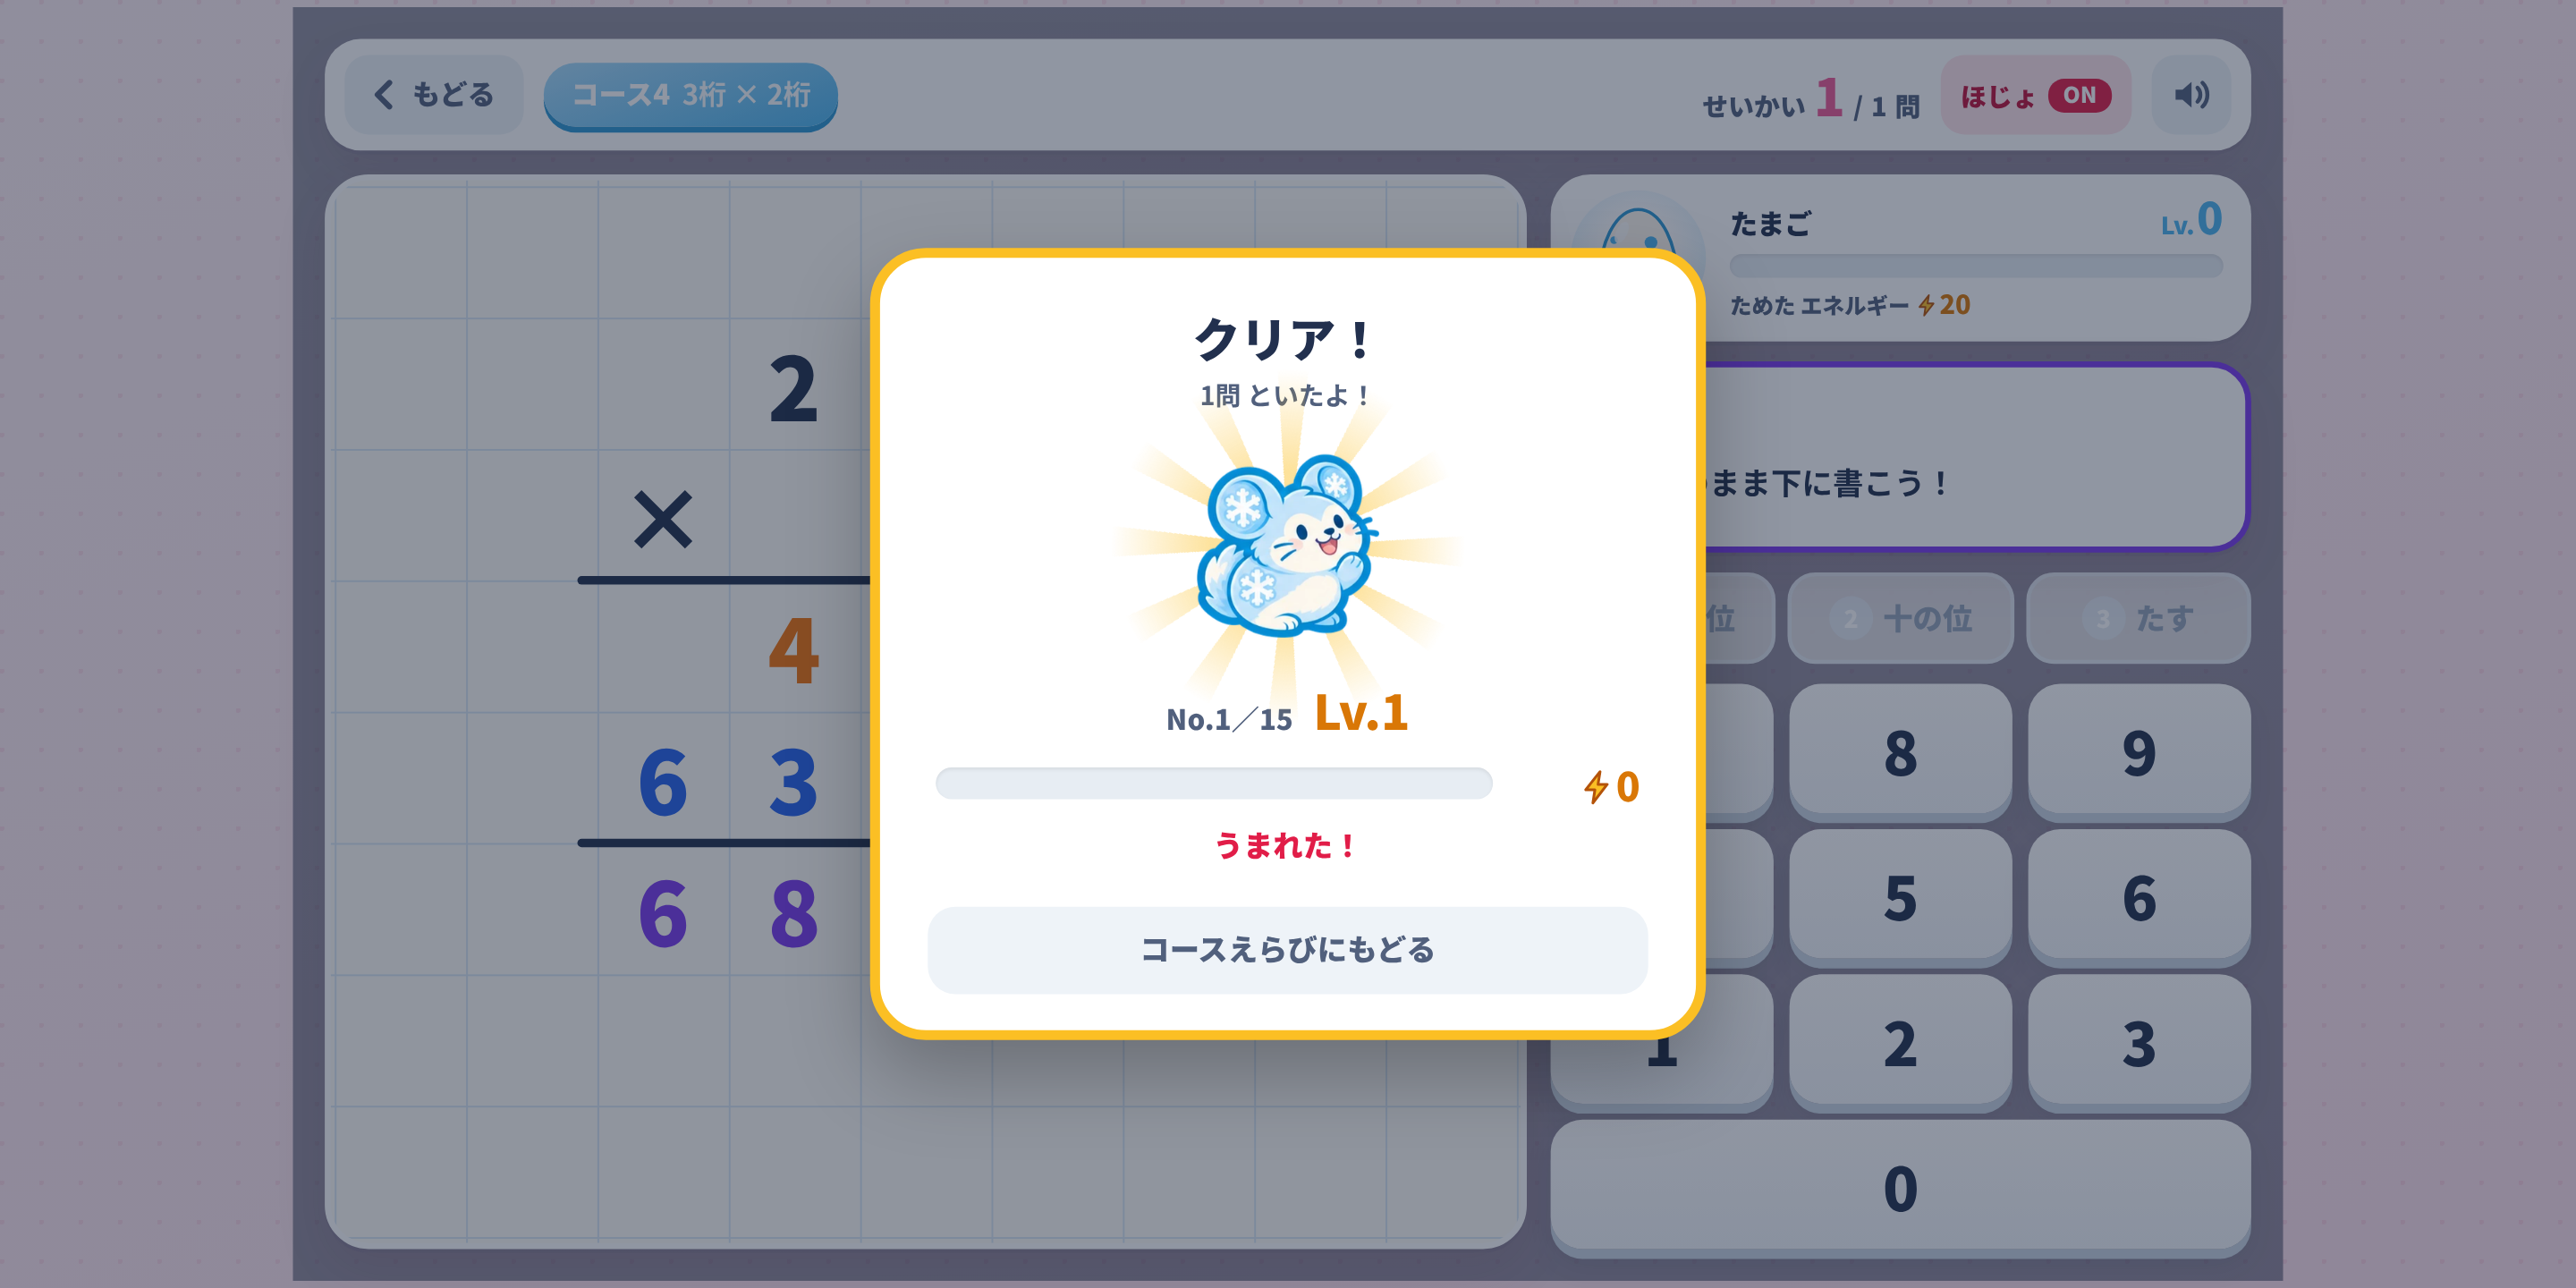 もどる
コース4 3桁 × 2桁
せいかい 1 / 1 問
ほじょ ON
たまご
Lv.0
ためた エネルギー 20
まま下に書こう！
2
×
4
6 3
6 8
クリア！
1問 といたよ！
No.1／15 Lv.1
0
うまれた！
コースえらびにもどる
位
2 十の位
3 たす
8
9
5
6
1
2
3
0